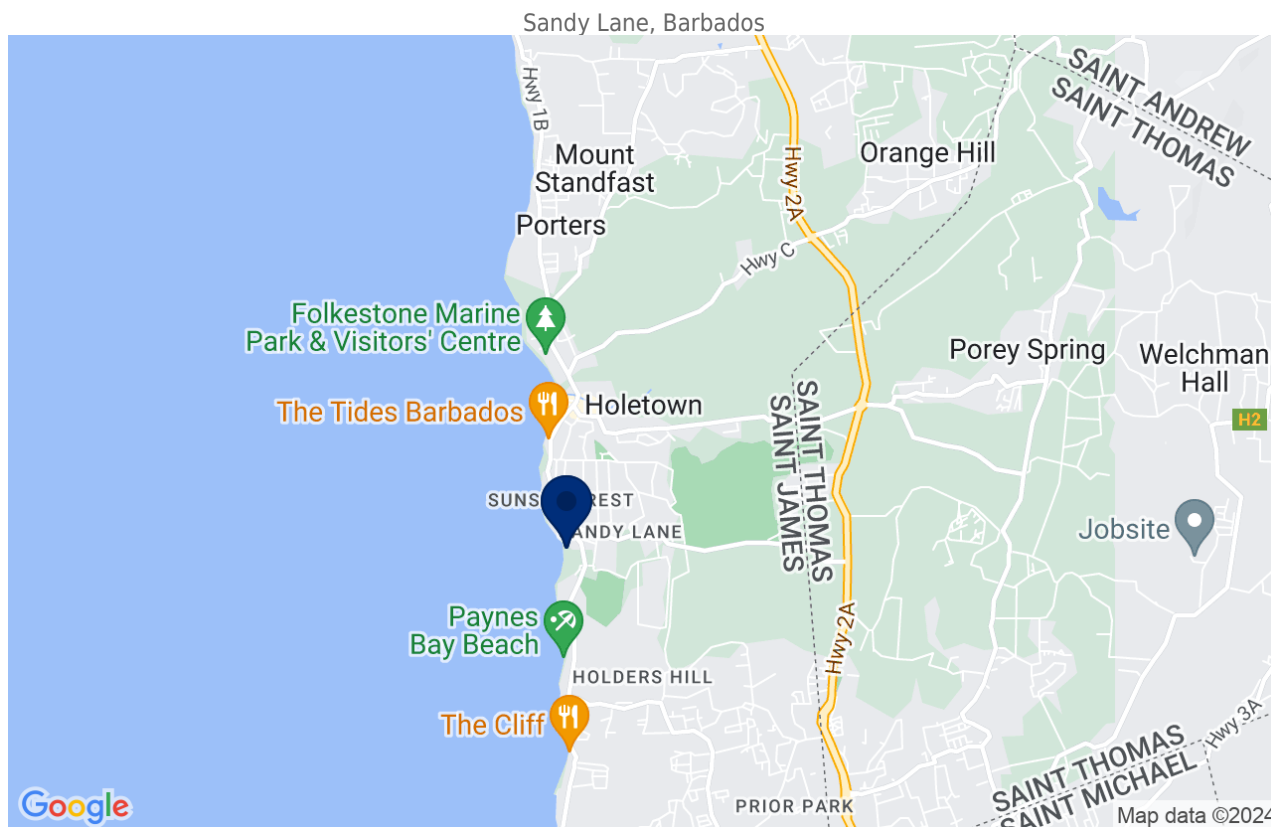 Sandy Lane, Barbados
Hwy 1B
SAINT ANDREW
SAINT THOMAS
Mount
Standfast
Orange Hill
Hwy 2A
Porters
Hwy C
Folkestone Marine
Park & Visitors' Centre
Porey Spring
Welchman
Hall
The Tides Barbados
Holetown
SAINT THOMAS
SAINT JAMES
H2
SUNS REST
ANDY LANE
Jobsite
Paynes
Bay Beach
Hwy 2A
HOLDERS HILL
The Cliff
Hwy 3A
SAINT THOMAS
SAINT MICHAEL
PRIOR PARK
Google
Map data ©2024